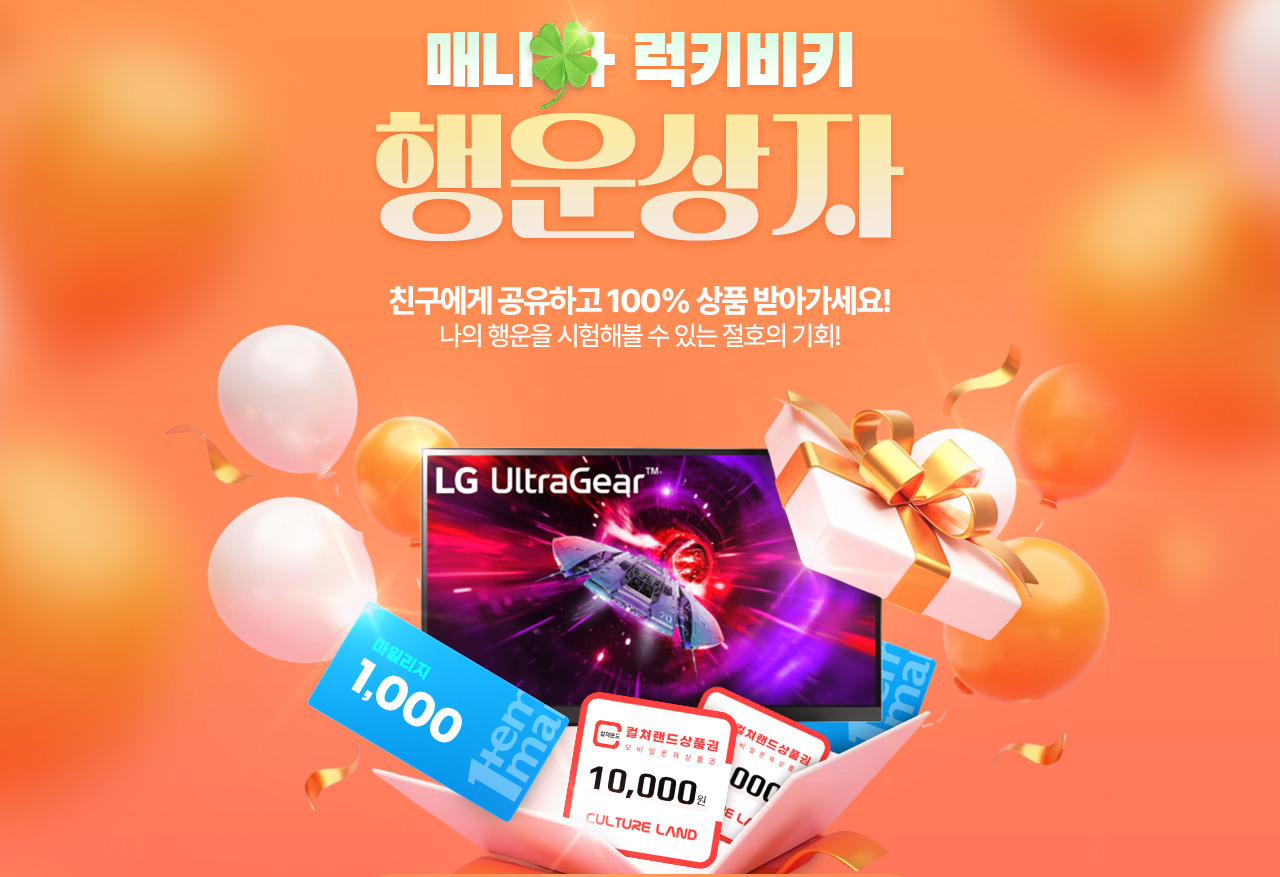 매니아 럭키비키
행운상자
친구에게 공유하고 100% 상품 받아가세요!
나의 행운을 시험해볼 수 있는 절호의 기회!
LG UltraGear™
마일리지
1,000
Item
ma
컬쳐랜드
컬쳐랜드상품권
모바일문화상품권
10,000원
CULTURE LAND